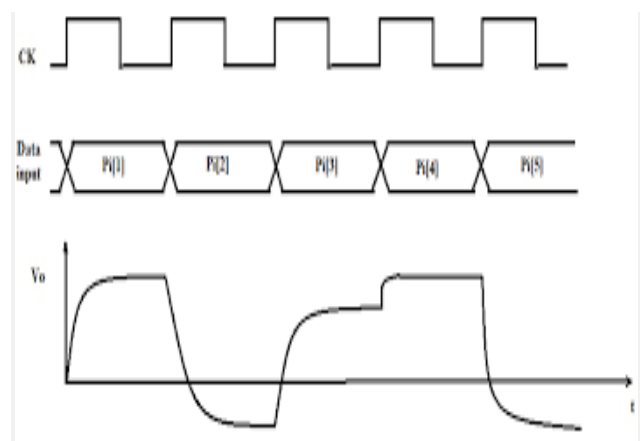 CK
Data
input
Pi[1] Pi[2] Pi[3] Pi[4] Pi[5]
Vo
t